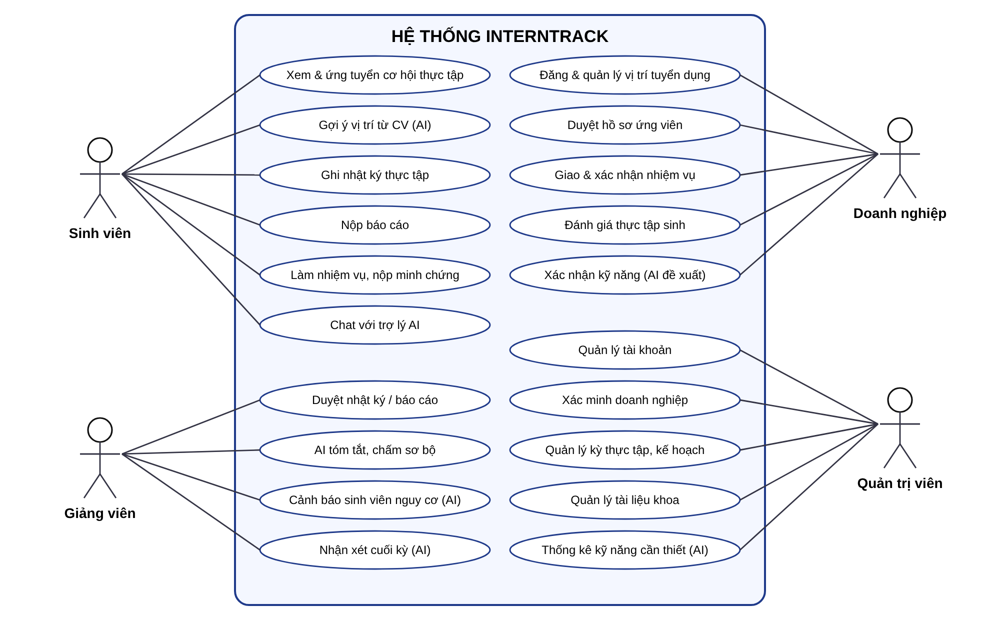 HỆ THỐNG INTERNTRACK
Xem & ứng tuyển cơ hội thực tập
Gợi ý vị trí từ CV (AI)
Ghi nhật ký thực tập
Nộp báo cáo
Làm nhiệm vụ, nộp minh chứng
Chat với trợ lý AI
Duyệt nhật ký / báo cáo
AI tóm tắt, chấm sơ bộ
Cảnh báo sinh viên nguy cơ (AI)
Nhận xét cuối kỳ (AI)
Đăng & quản lý vị trí tuyển dụng
Duyệt hồ sơ ứng viên
Giao & xác nhận nhiệm vụ
Đánh giá thực tập sinh
Xác nhận kỹ năng (AI đề xuất)
Quản lý tài khoản
Xác minh doanh nghiệp
Quản lý kỳ thực tập, kế hoạch
Quản lý tài liệu khoa
Thống kê kỹ năng cần thiết (AI)
Sinh viên
Giảng viên
Doanh nghiệp
Quản trị viên